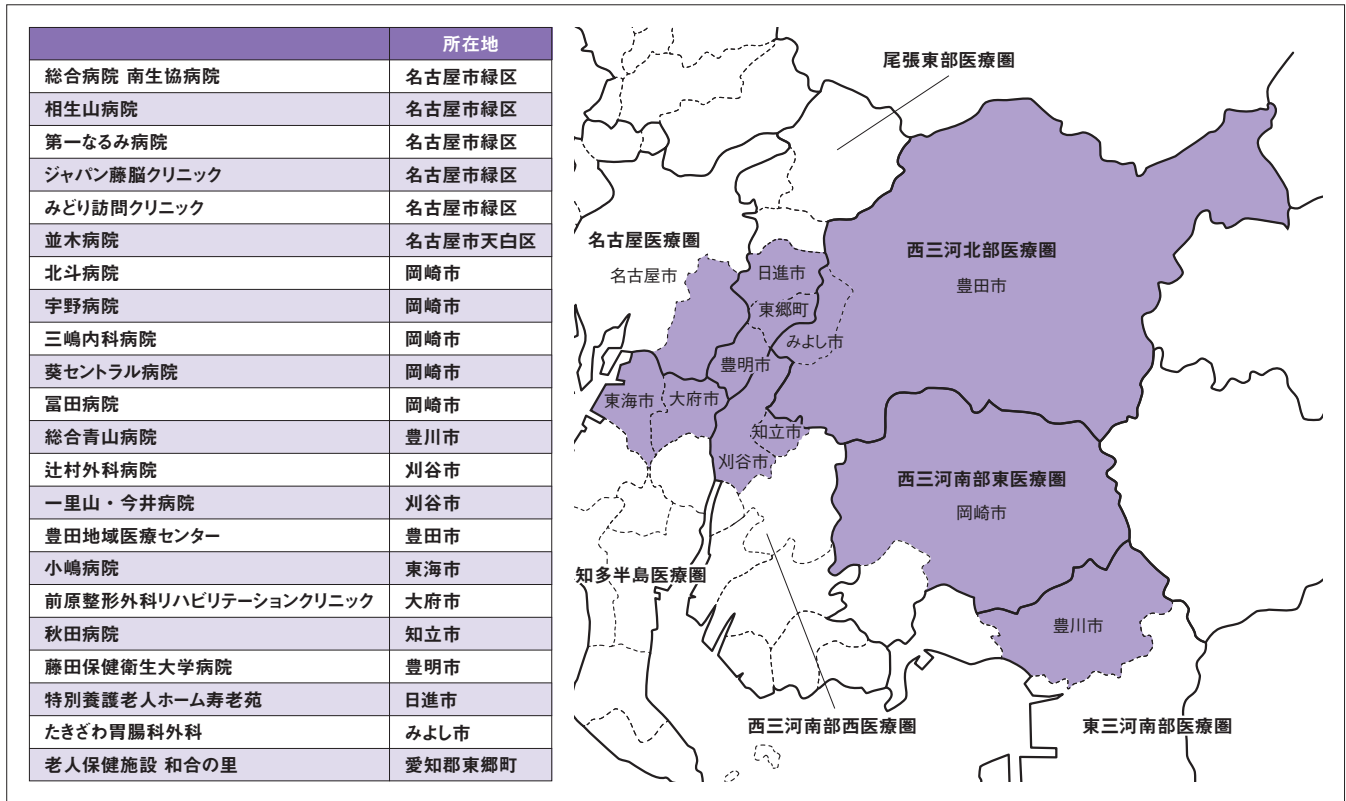 所在地
総合病院 南生協病院 名古屋市緑区
相生山病院 名古屋市緑区
第一なるみ病院 名古屋市緑区
ジャパン藤脳クリニック 名古屋市緑区
みどり訪問クリニック 名古屋市緑区
並木病院 名古屋市天白区
北斗病院 岡崎市
宇野病院 岡崎市
三嶋内科病院 岡崎市
葵セントラル病院 岡崎市
冨田病院 岡崎市
総合青山病院 豊川市
辻村外科病院 刈谷市
一里山・今井病院 刈谷市
豊田地域医療センター 豊田市
小嶋病院 東海市
前原整形外科リハビリテーションクリニック 大府市
秋田病院 知立市
藤田保健衛生大学病院 豊明市
特別養護老人ホーム寿老苑 日進市
たきざわ胃腸科外科 みよし市
老人保健施設 和合の里 愛知郡東郷町
尾張東部医療圏
名古屋医療圏
名古屋市
日進市
東郷町
みよし市
豊明市
西三河北部医療圏
豊田市
東海市
大府市
知立市
刈谷市
西三河南部東医療圏
岡崎市
知多半島医療圏
豊川市
西三河南部西医療圏
東三河南部医療圏